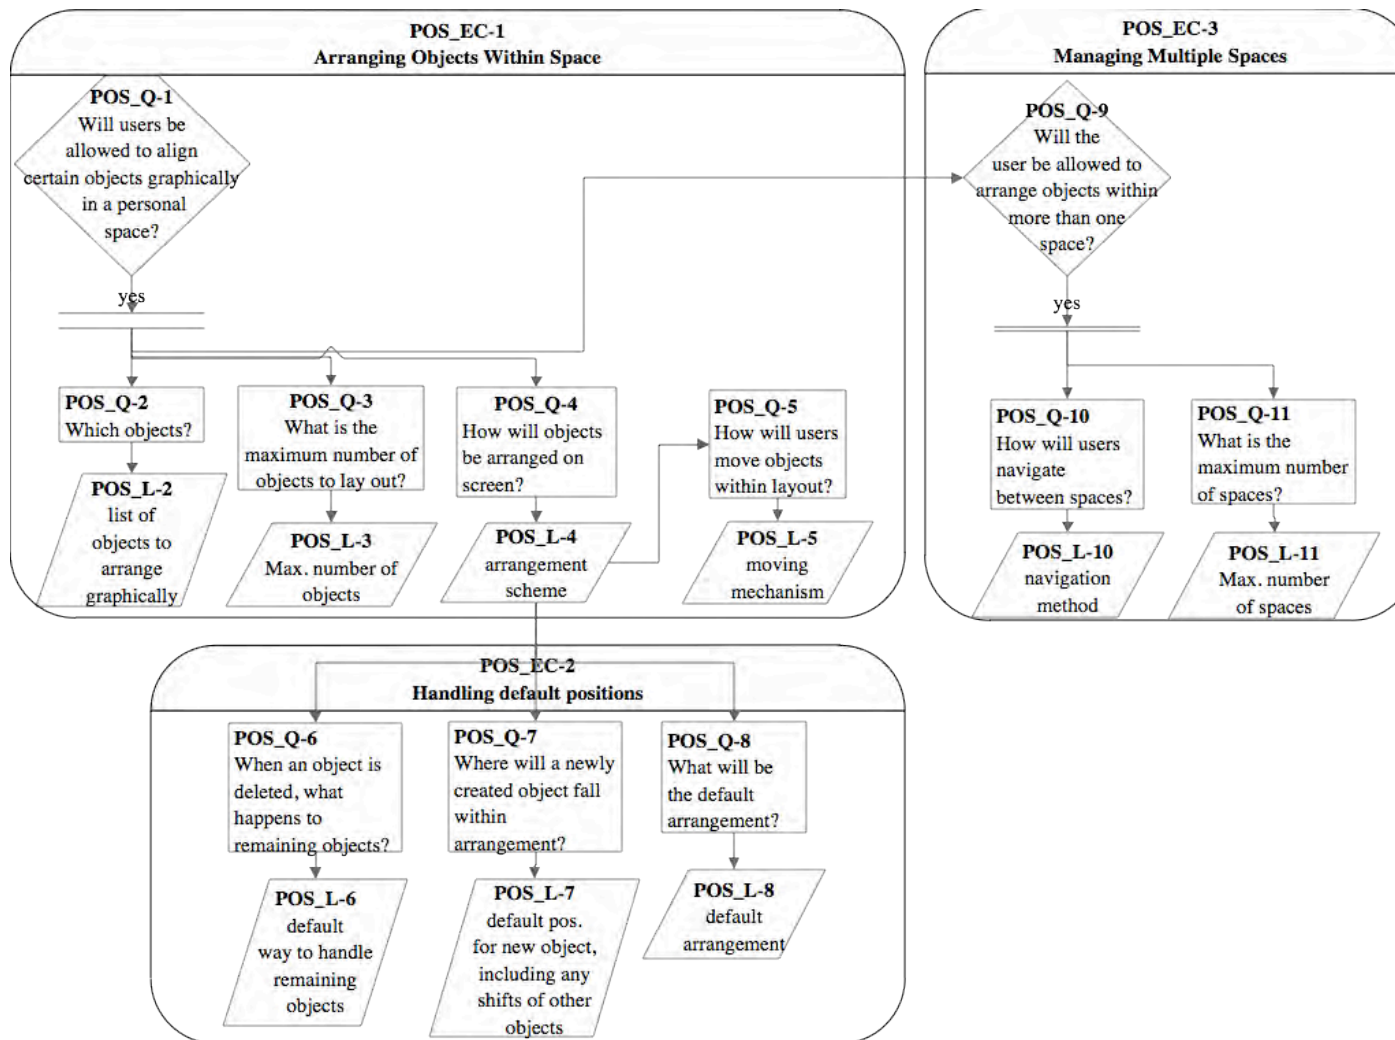 POS_EC-1
Arranging Objects Within Space
POS_Q-1
Will users be
allowed to align
certain objects graphically
in a personal
space?
yes
POS_Q-2
Which objects?
POS_L-2
list of
objects to
arrange
graphically
POS_Q-3
What is the
maximum number of
objects to lay out?
POS_L-3
Max. number of
objects
POS_Q-4
How will objects
be arranged on
screen?
POS_L-4
arrangement
scheme
POS_Q-5
How will users
move objects
within layout?
POS_L-5
moving
mechanism
POS_EC-3
Managing Multiple Spaces
POS_Q-9
Will the
user be allowed to
arrange objects within
more than one
space?
yes
POS_Q-10
How will users
navigate
between spaces?
POS_L-10
navigation
method
POS_Q-11
What is the
maximum number
of spaces?
POS_L-11
Max. number
of spaces
POS_EC-2
Handling default positions
POS_Q-6
When an object is
deleted, what
happens to
remaining objects?
POS_L-6
default
way to handle
remaining
objects
POS_Q-7
Where will a newly
created object fall
within
arrangement?
POS_L-7
default pos.
for new object,
including any
shifts of other
objects
POS_Q-8
What will be
the default
arrangement?
POS_L-8
default
arrangement